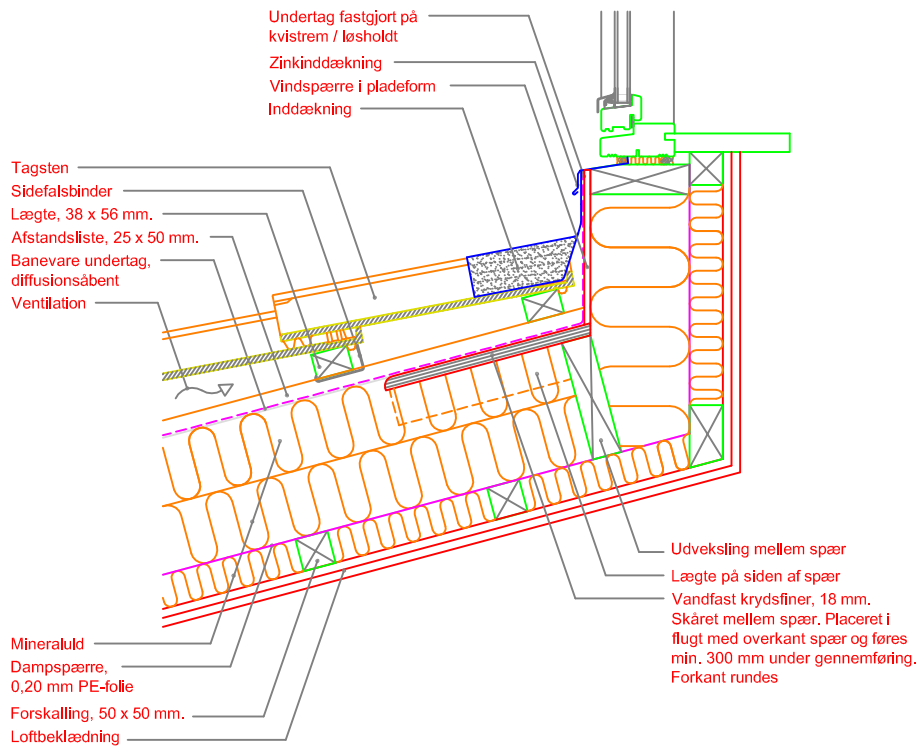 Undertag fastgjort på
kvistrem / løsholdt
Zinkinddækning
Vindspærre i pladeform
Inddækning
Tagsten
Sidefalsbinder
Lægte, 38 x 56 mm.
Afstandsliste, 25 x 50 mm.
Banevare undertag,
diffusionsåbent
Ventilation
Mineraluld
Dampspærre,
0,20 mm PE-folie
Forskalling, 50 x 50 mm.
Loftbeklædning
Udveksling mellem spær
Lægte på siden af spær
Vandfast krydsfiner, 18 mm.
Skåret mellem spær. Placeret i
flugt med overkant spær og føres
min. 300 mm under gennemføring.
Forkant rundes